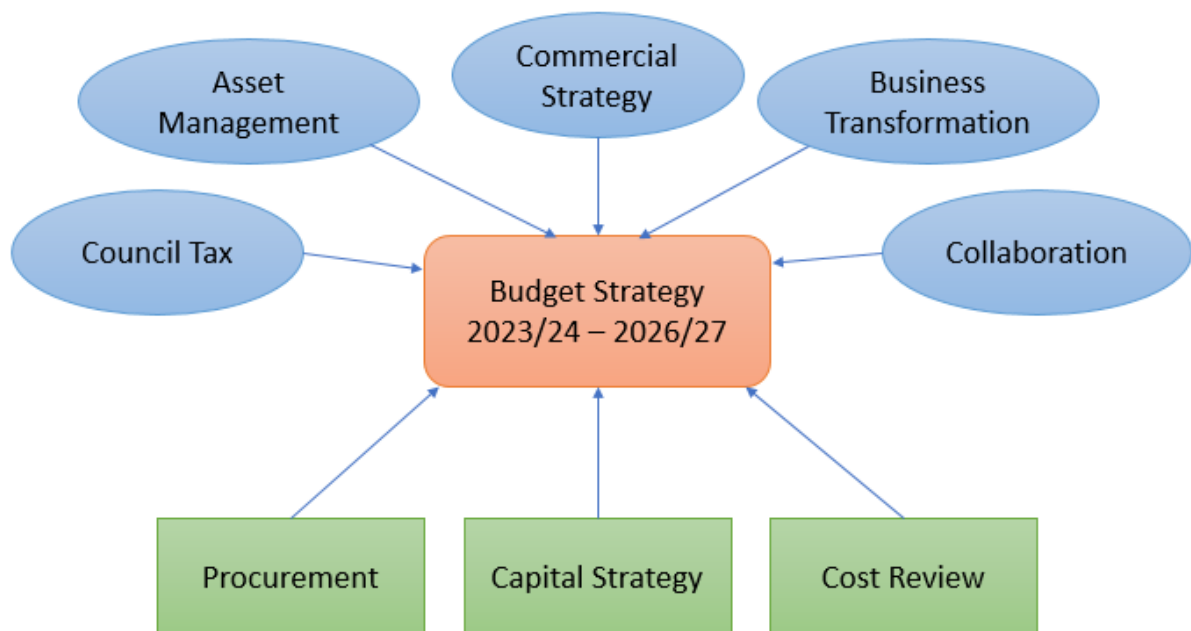 Commercial
Strategy
Asset
Management
Business
Transformation
Council Tax
Collaboration
Budget Strategy
2023/24 – 2026/27
Procurement
Capital Strategy
Cost Review